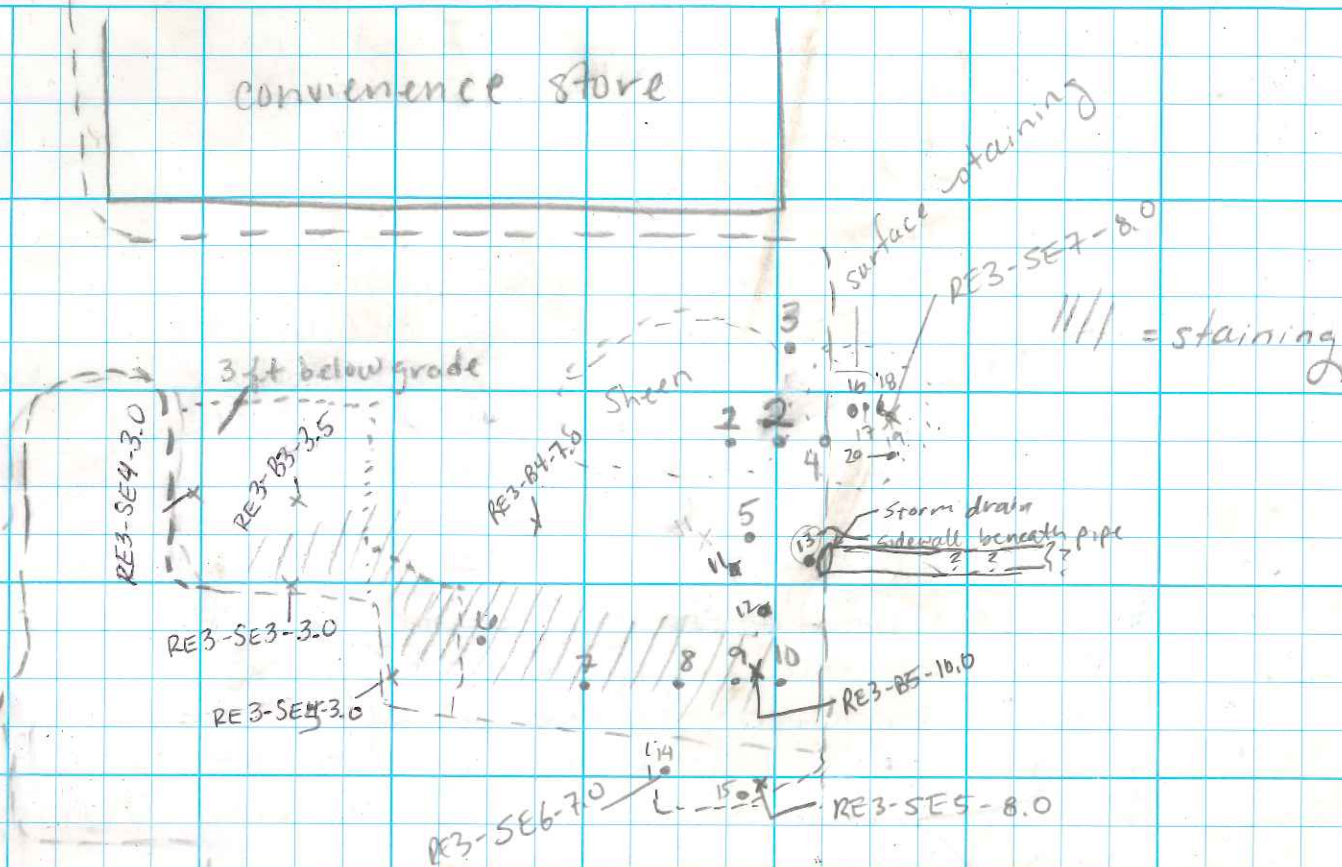 convienence store
staining
surface
RE3-SE7-8.0
//// = staining
3 ft below grade
3
Sheen
16 18
1 2
17
4
20 19
RE3-SE4-3.0
RE3-B3-3.5
RE3-B4-7.0
5
13
Storm drain
sidewall beneath pipe
? ? }?
11
12
6
RE3-SE3-3.0
7 8 9 10
RE3-B5-10.0
RE3-SE5-3.0
14
15
RE3-SE6-7.0
RE3-SE5-8.0